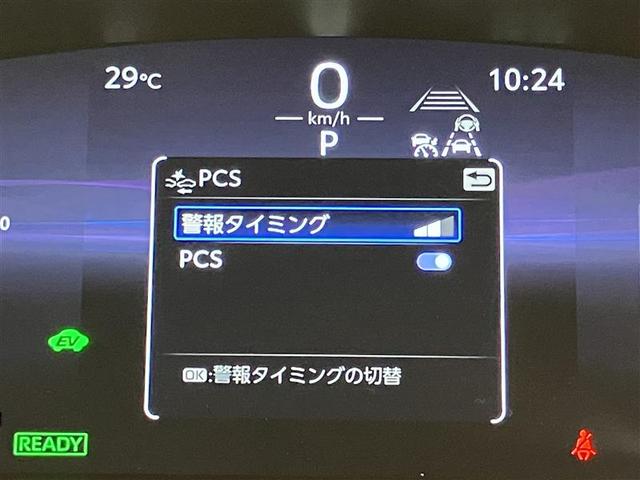 29℃
0
10:24
km/h
P
PCS
警報タイミング
0
PCS
EV
OK:警報タイミングの切替
READY